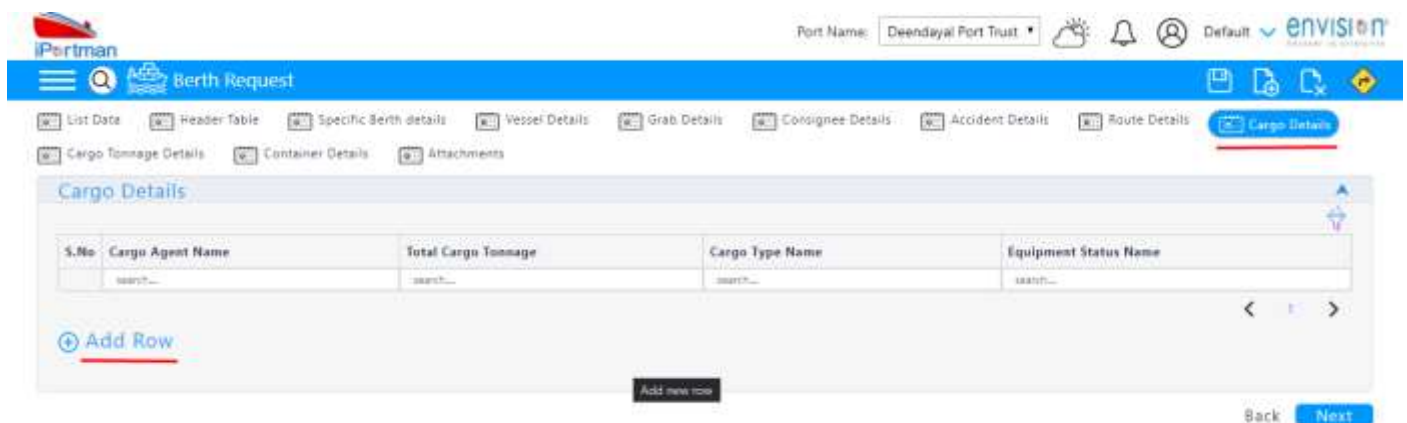 Port Name: Deendayal Port Trust Default envision
iPortman
Berth Request
List Data Header Table Specific Berth details Vessel Details Grab Details Consignee Details Accident Details Route Details Cargo Details
Cargo Tonnage Details Container Details Attachments
Cargo Details
S.No Cargo Agent Name Total Cargo Tonnage Cargo Type Name Equipment Status Name
search... search... search... search...
1
Add Row
Add new row
Back Next